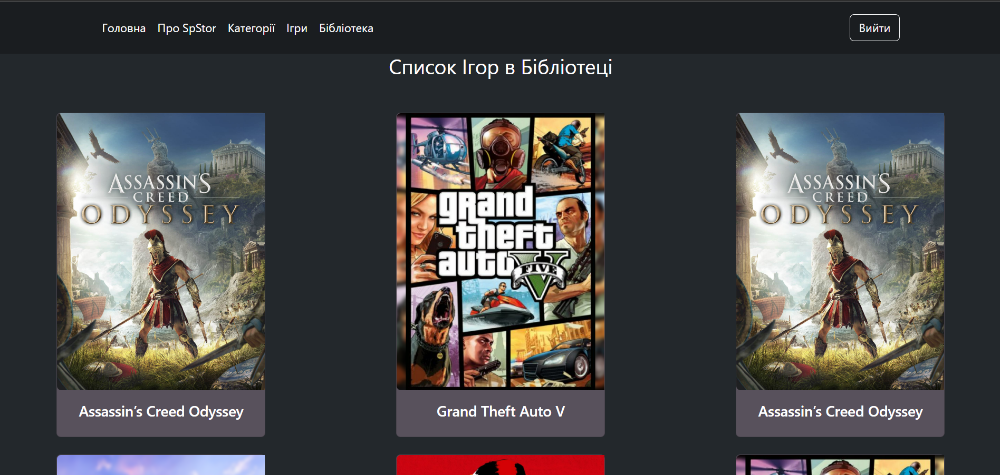 Головна Про SpStor Категорії Ігри Бібліотека Вийти
Список Ігор в Бібліотеці
ASSASSIN'S
CREED
ODYSSEY
grand
theft
auto V
FIVE
ASSASSIN'S
CREED
ODYSSEY
Assassin’s Creed Odyssey
Grand Theft Auto V
Assassin’s Creed Odyssey